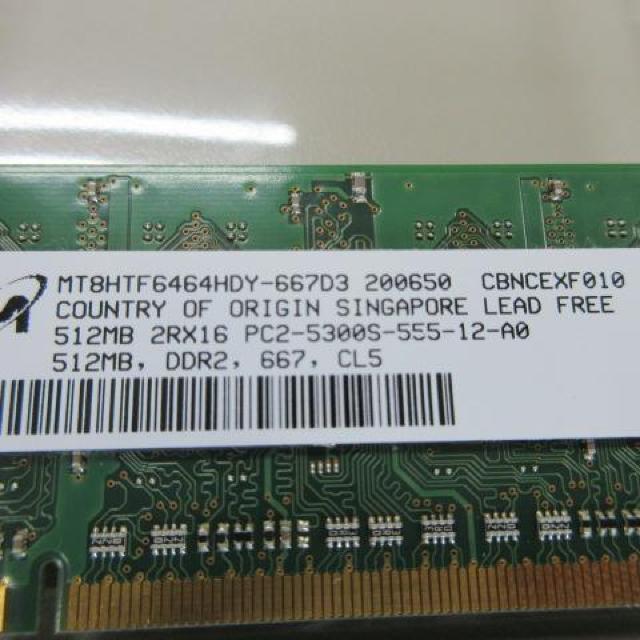 MT8HTF6464HDY-667D3 200650 CBNCEXF010
COUNTRY OF ORIGIN SINGAPORE LEAD FREE
512MB 2RX16 PC2-5300S-555-12-A0
512MB, DDR2, 667, CL5